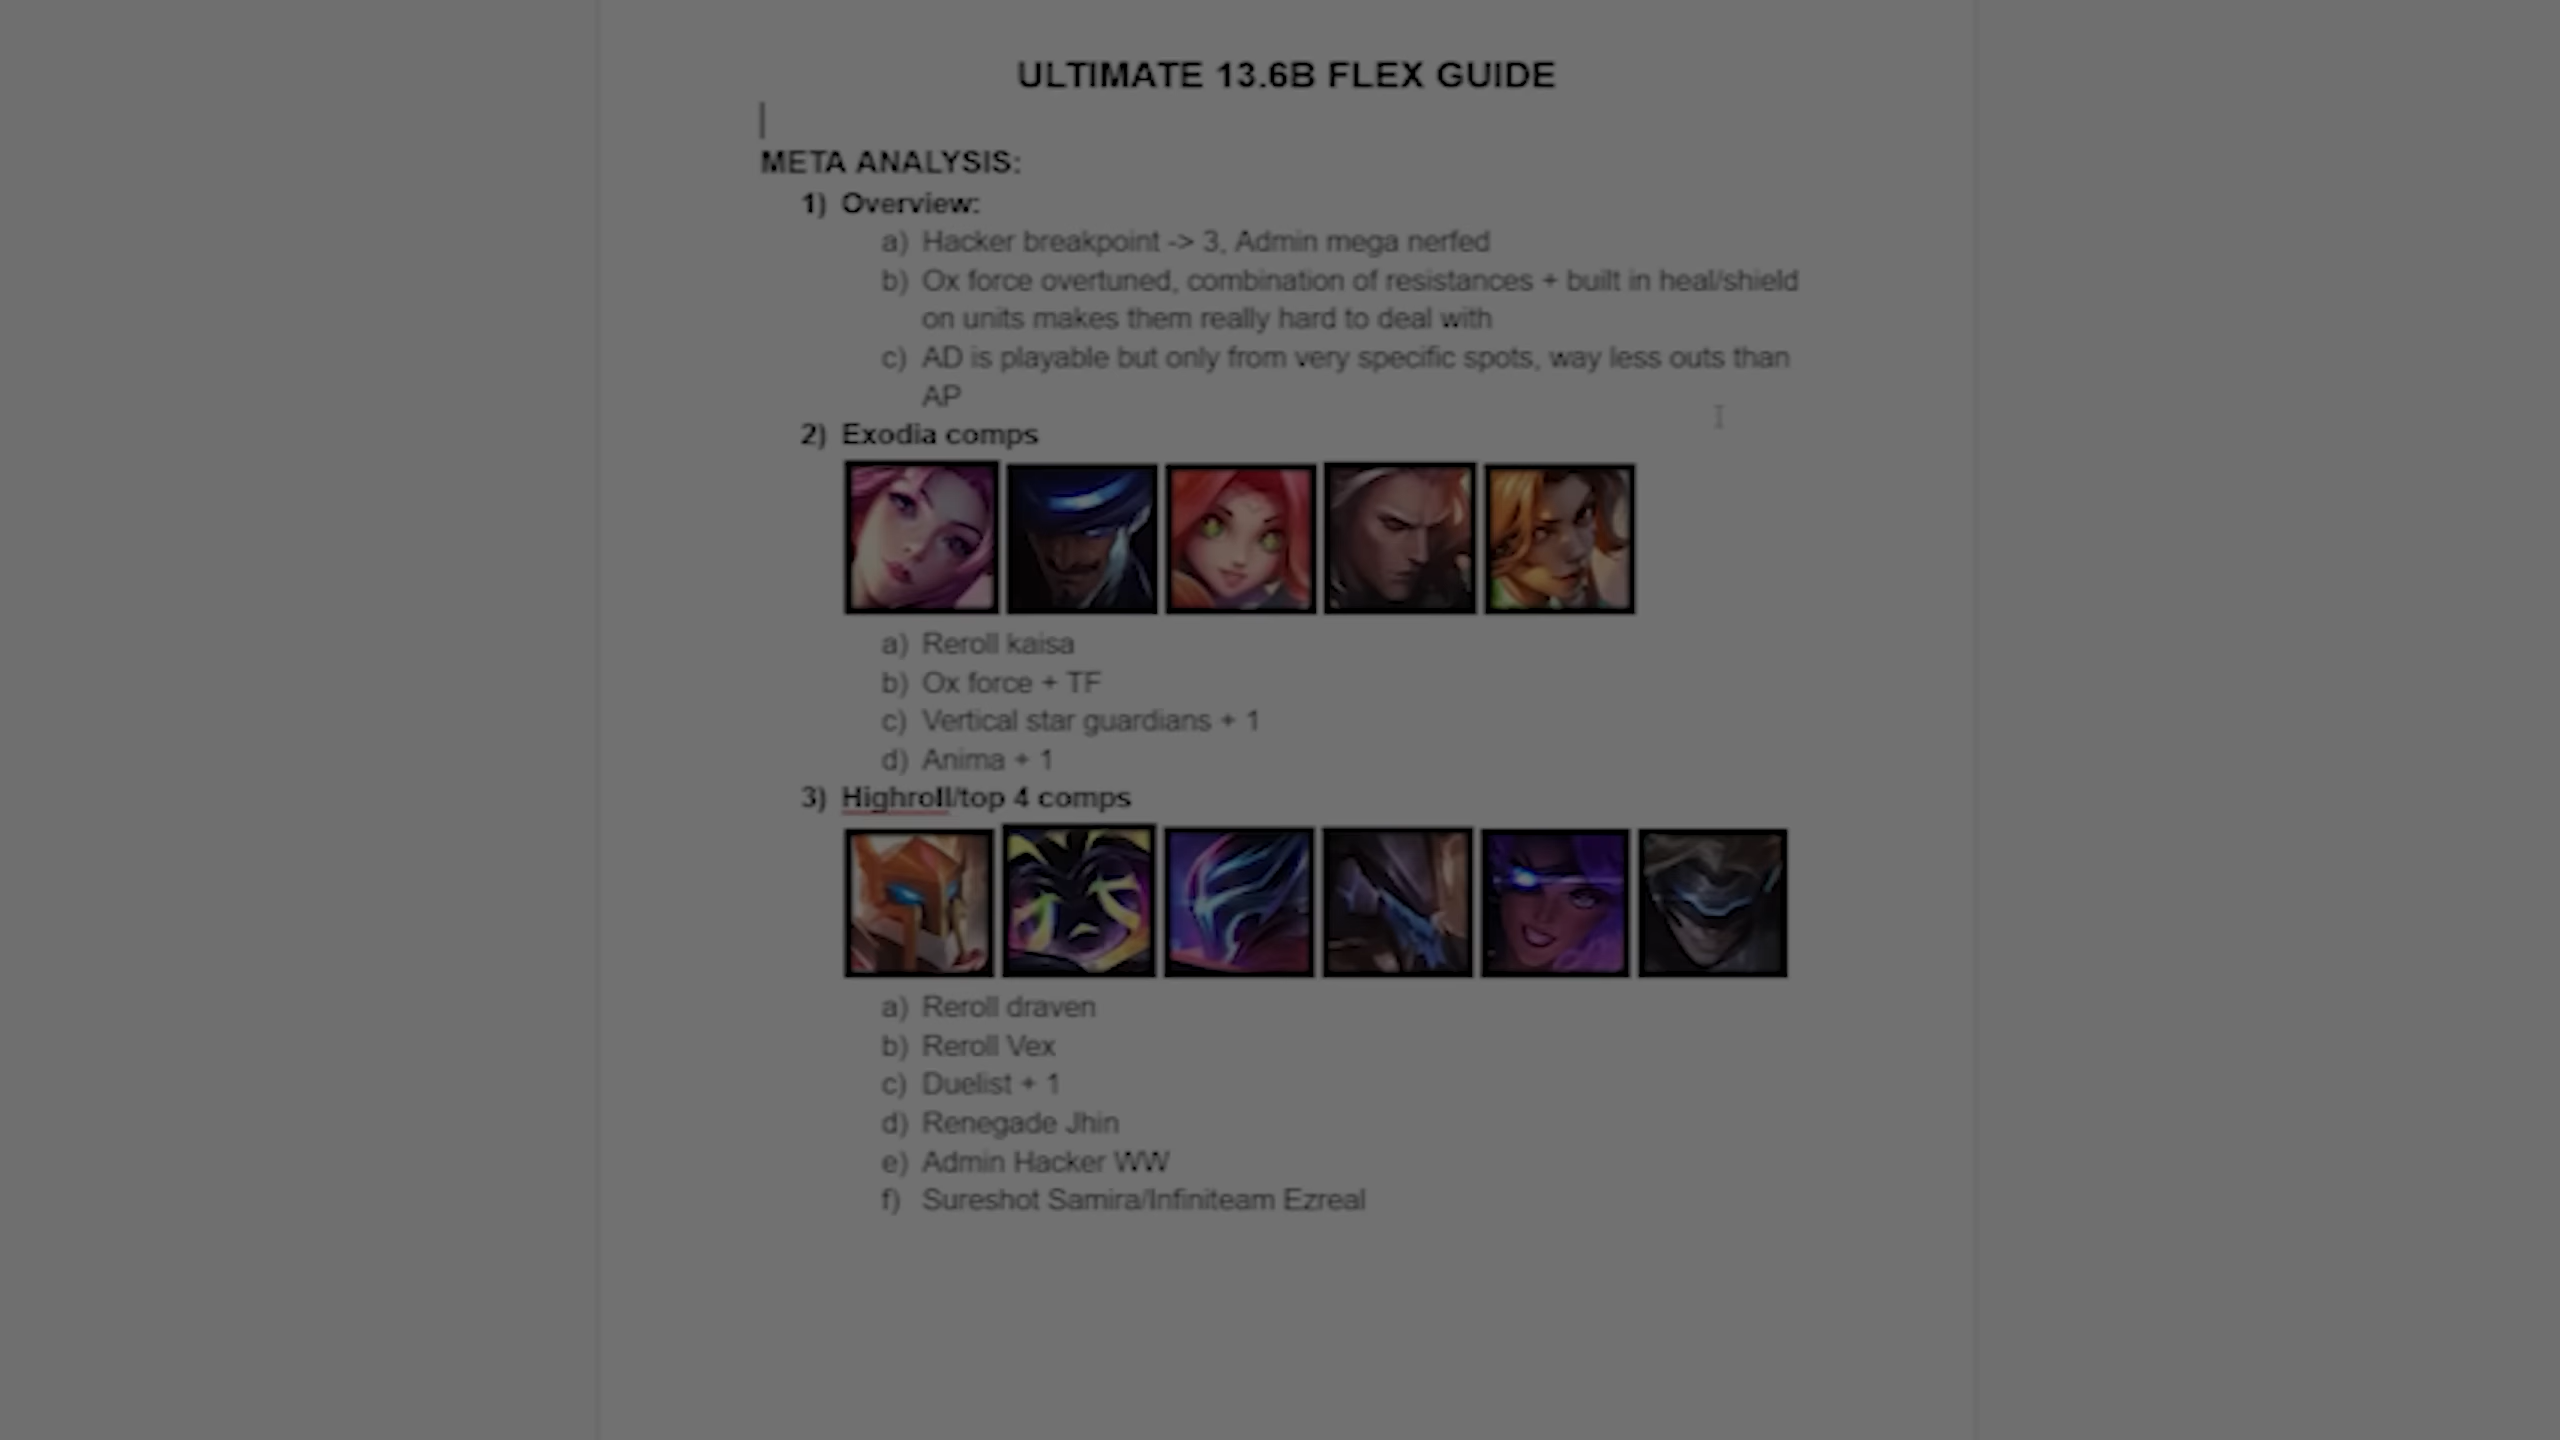 ULTIMATE 13.6B FLEX GUIDE
META ANALYSIS:
1) Overview:
a) Hacker breakpoint -> 3, Admin mega nerfed
b) Ox force overtuned, combination of resistances + built in heal/shield
on units makes them really hard to deal with
c) AD is playable but only from very specific spots, way less outs than
AP
2) Exodia comps
a) Reroll kaisa
b) Ox force + TF
c) Vertical star guardians + 1
d) Anima + 1
3) Highroll/top 4 comps
a) Reroll draven
b) Reroll Vex
c) Duelist + 1
d) Renegade Jhin
e) Admin Hacker WW
f) Sureshot Samira/Infiniteam Ezreal